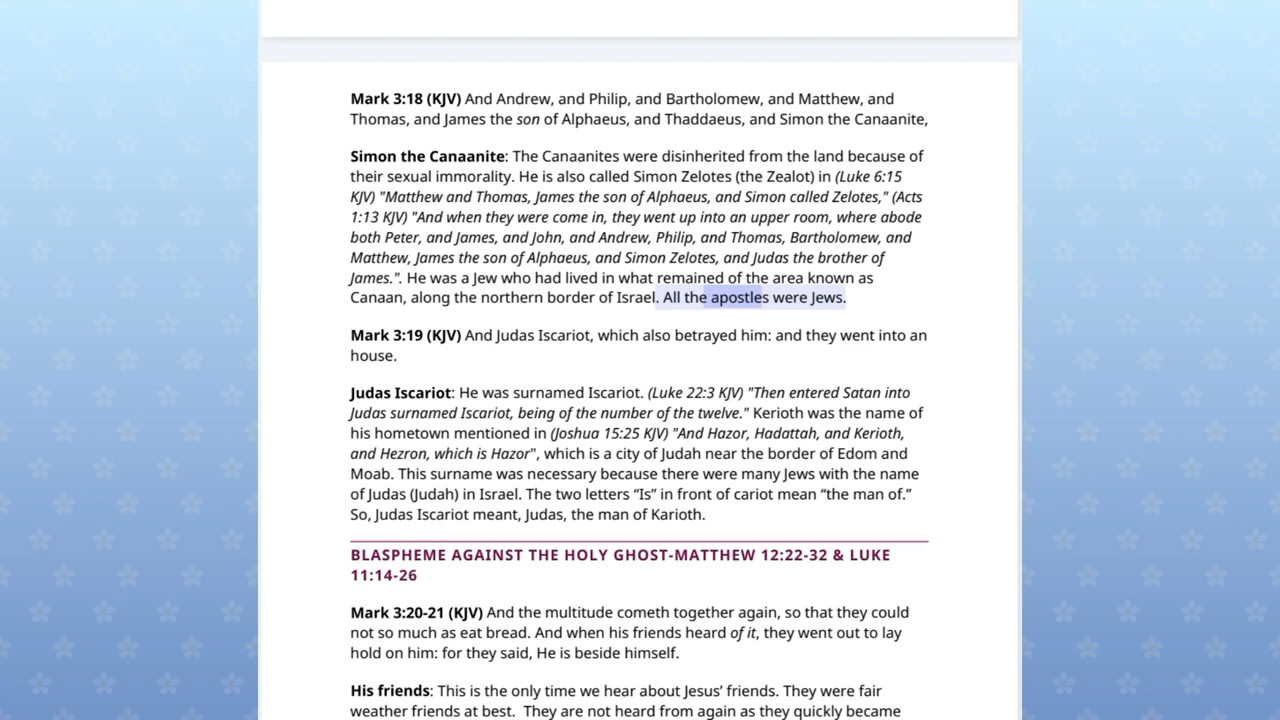 Mark 3:18 (KJV) And Andrew, and Philip, and Bartholomew, and Matthew, and
Thomas, and James the son of Alphaeus, and Thaddaeus, and Simon the Canaanite,
Simon the Canaanite: The Canaanites were disinherited from the land because of
their sexual immorality. He is also called Simon Zelotes (the Zealot) in (Luke 6:15
KJV) "Matthew and Thomas, James the son of Alphaeus, and Simon called Zelotes," (Acts
1:13 KJV) "And when they were come in, they went up into an upper room, where abode
both Peter, and James, and John, and Andrew, Philip, and Thomas, Bartholomew, and
Matthew, James the son of Alphaeus, and Simon Zelotes, and Judas the brother of
James.". He was a Jew who had lived in what remained of the area known as
Canaan, along the northern border of Israel. All the apostles were Jews.
Mark 3:19 (KJV) And Judas Iscariot, which also betrayed him: and they went into an
house.
Judas Iscariot: He was surnamed Iscariot. (Luke 22:3 KJV) "Then entered Satan into
Judas surnamed Iscariot, being of the number of the twelve." Kerioth was the name of
his hometown mentioned in (Joshua 15:25 KJV) "And Hazor, Hadattah, and Kerioth,
and Hezron, which is Hazor", which is a city of Judah near the border of Edom and
Moab. This surname was necessary because there were many Jews with the name
of Judas (Judah) in Israel. The two letters “Is” in front of cariot mean “the man of.”
So, Judas Iscariot meant, Judas, the man of Karioth.
BLASPHEME AGAINST THE HOLY GHOST-MATTHEW 12:22-32 & LUKE
11:14-26
Mark 3:20-21 (KJV) And the multitude cometh together again, so that they could
not so much as eat bread. And when his friends heard of it, they went out to lay
hold on him: for they said, He is beside himself.
His friends: This is the only time we hear about Jesus’ friends. They were fair
weather friends at best.  They are not heard from again as they quickly became